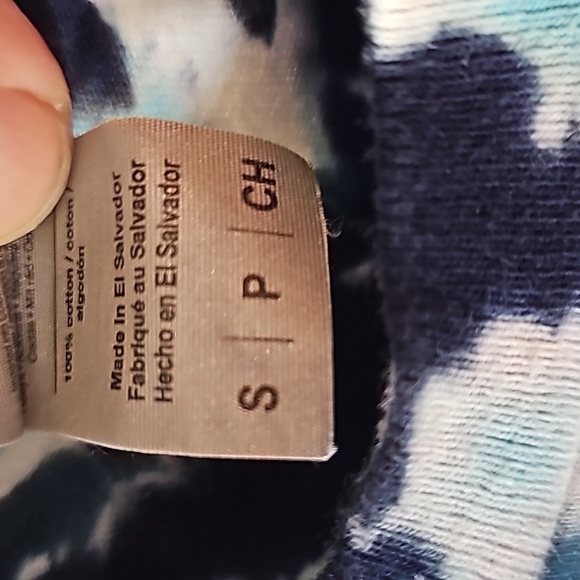 100% cotton / coton /
algodón
Made in El Salvador
Fabriqué au Salvador
Hecho en El Salvador
S | P | CH